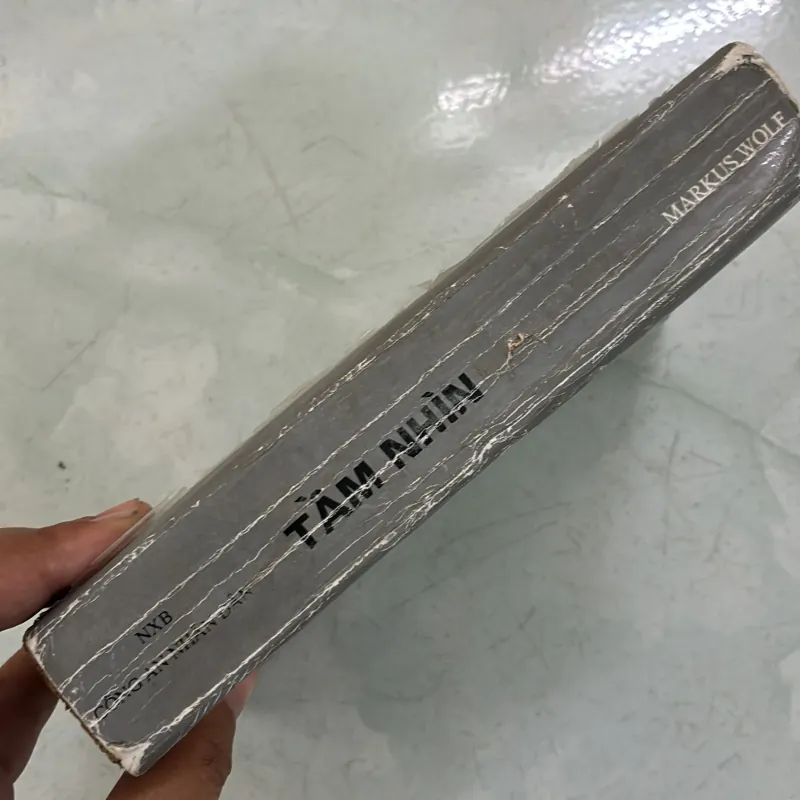 MARKUS WOLF
TẦM NHÌN
NXB
CÔNG AN NHÂN DÂN